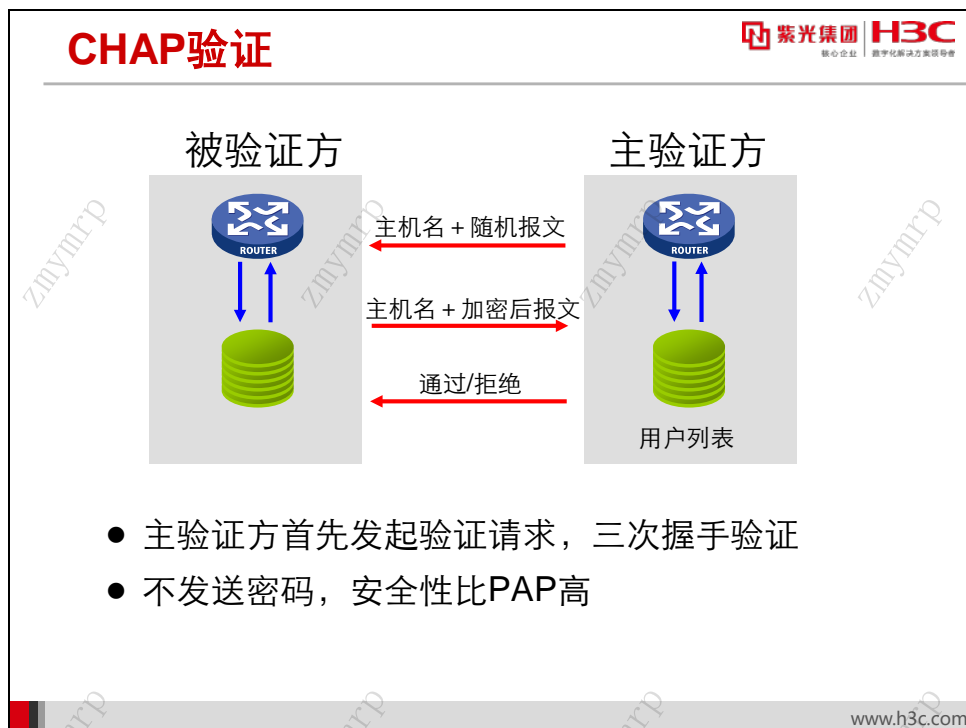 CHAP验证
紫光集团 H3C
核心企业 数字化解决方案领导者
被验证方
主验证方
ROUTER
ROUTER
主机名 + 随机报文
主机名 + 加密后报文
通过/拒绝
用户列表
● 主验证方首先发起验证请求，三次握手验证
● 不发送密码，安全性比PAP高
zmymrp
zmymrp
zmymrp
zmymrp
www.h3c.com